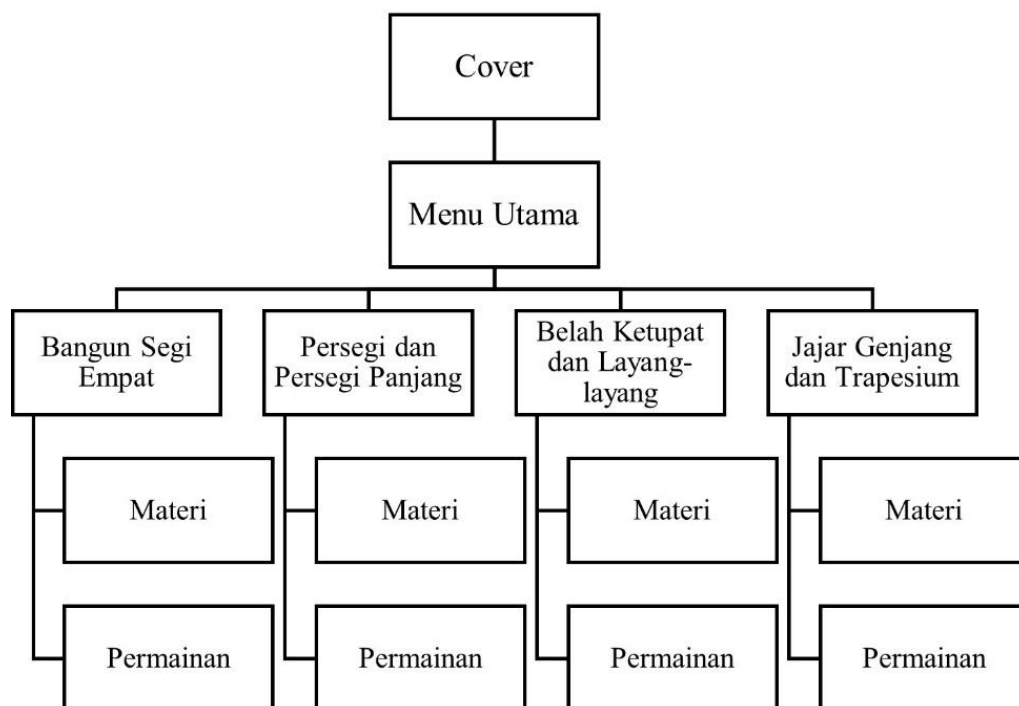 Cover
Menu Utama
Bangun Segi
Empat
Persegi dan
Persegi Panjang
Belah Ketupat
dan Layang-
layang
Jajar Genjang
dan Trapesium
Materi
Materi
Materi
Materi
Permainan
Permainan
Permainan
Permainan